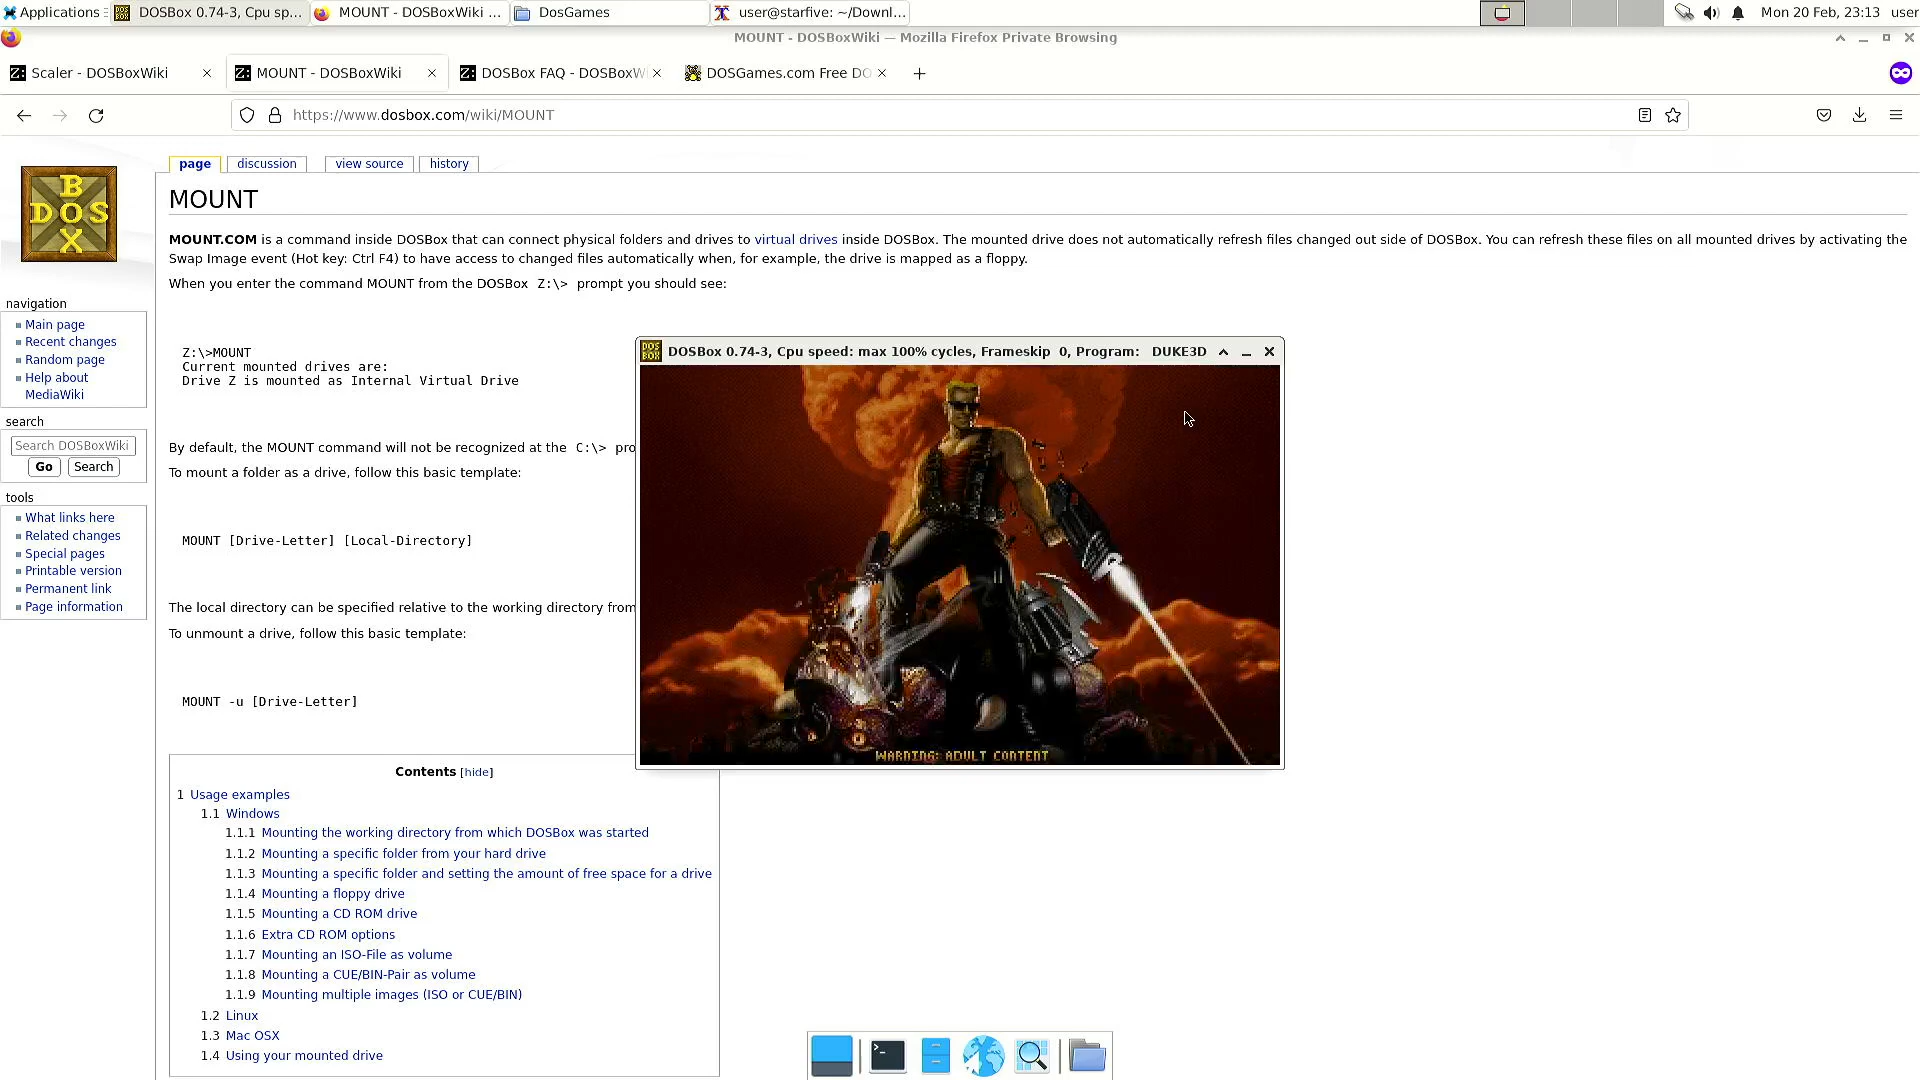 Applications
DOSBox 0.74-3, Cpu sp...
MOUNT - DOSBoxWiki ...
DosGames
user@starfive: ~/Downl...
Mon 20 Feb, 23:13
user
MOUNT - DOSBoxWiki — Mozilla Firefox Private Browsing
Z: Scaler - DOSBoxWiki
Z: MOUNT - DOSBoxWiki
Z: DOSBox FAQ - DOSBoxW
DOSGames.com Free DO
https://www.dosbox.com/wiki/MOUNT
page
discussion
view source
history
B
DOS
X
MOUNT
MOUNT.COM is a command inside DOSBox that can connect physical folders and drives to virtual drives inside DOSBox. The mounted drive does not automatically refresh files changed out side of DOSBox. You can refresh these files on all mounted drives by activating the
Swap Image event (Hot key: Ctrl F4) to have access to changed files automatically when, for example, the drive is mapped as a floppy.
When you enter the command MOUNT from the DOSBox Z:\> prompt you should see:
Z:\>MOUNT
Current mounted drives are:
Drive Z is mounted as Internal Virtual Drive
By default, the MOUNT command will not be recognized at the C:\> pro
To mount a folder as a drive, follow this basic template:
MOUNT [Drive-Letter] [Local-Directory]
The local directory can be specified relative to the working directory from
To unmount a drive, follow this basic template:
MOUNT -u [Drive-Letter]
navigation
Main page
Recent changes
Random page
Help about
MediaWiki
search
Search DOSBoxWiki
Go
Search
tools
What links here
Related changes
Special pages
Printable version
Permanent link
Page information
DOS
BOX
DOSBox 0.74-3, Cpu speed: max 100% cycles, Frameskip 0, Program: DUKE3D
WARNING: ADULT CONTENT
Contents [hide]
1 Usage examples
1.1 Windows
1.1.1 Mounting the working directory from which DOSBox was started
1.1.2 Mounting a specific folder from your hard drive
1.1.3 Mounting a specific folder and setting the amount of free space for a drive
1.1.4 Mounting a floppy drive
1.1.5 Mounting a CD ROM drive
1.1.6 Extra CD ROM options
1.1.7 Mounting an ISO-File as volume
1.1.8 Mounting a CUE/BIN-Pair as volume
1.1.9 Mounting multiple images (ISO or CUE/BIN)
1.2 Linux
1.3 Mac OSX
1.4 Using your mounted drive